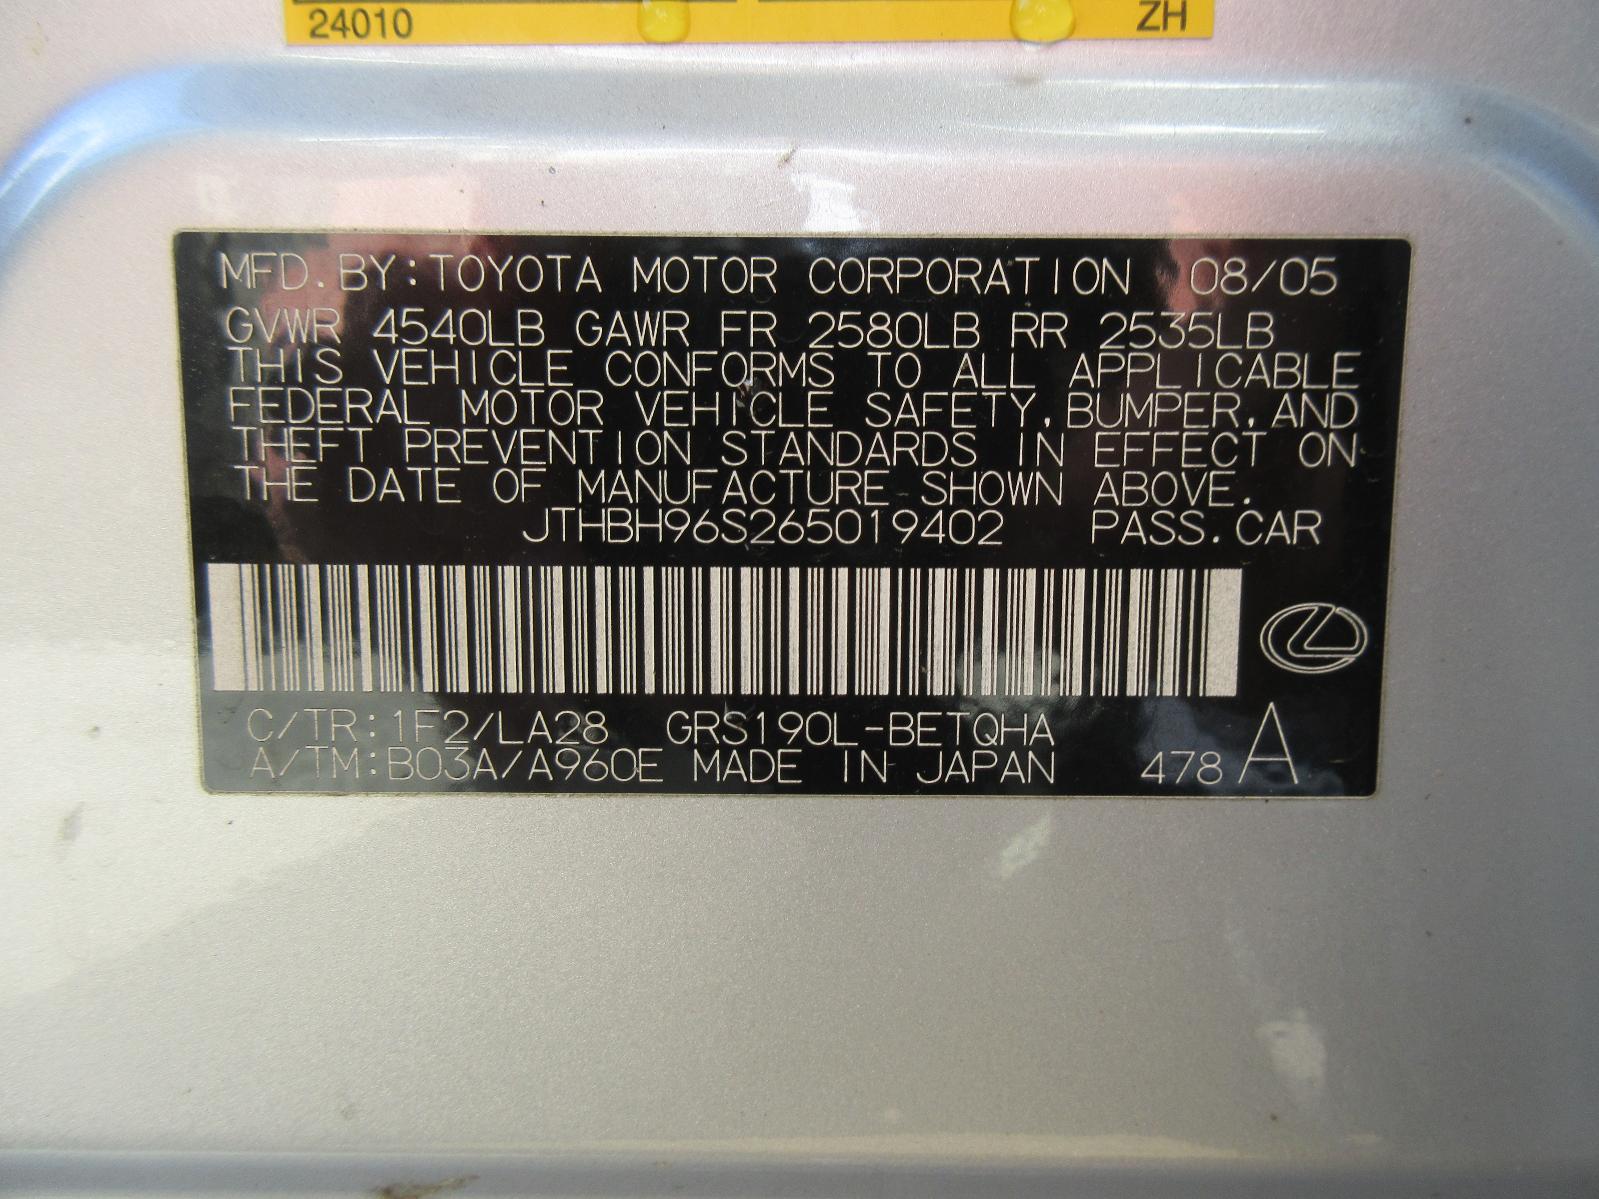 24010 ZH
MFD. BY: TOYOTA MOTOR CORPORATION 08/05
GVWR 4540LB GAWR FR 2580LB RR 2535LB
THIS VEHICLE CONFORMS TO ALL APPLICABLE
FEDERAL MOTOR VEHICLE SAFETY, BUMPER, AND
THEFT PREVENTION STANDARDS IN EFFECT ON
THE DATE OF MANUFACTURE SHOWN ABOVE.
JTHBH96S265019402 PASS. CAR
C/TR: 1F2/LA28 GRS190L-BETQHA
A/TM: B03A/A960E MADE IN JAPAN 478 A